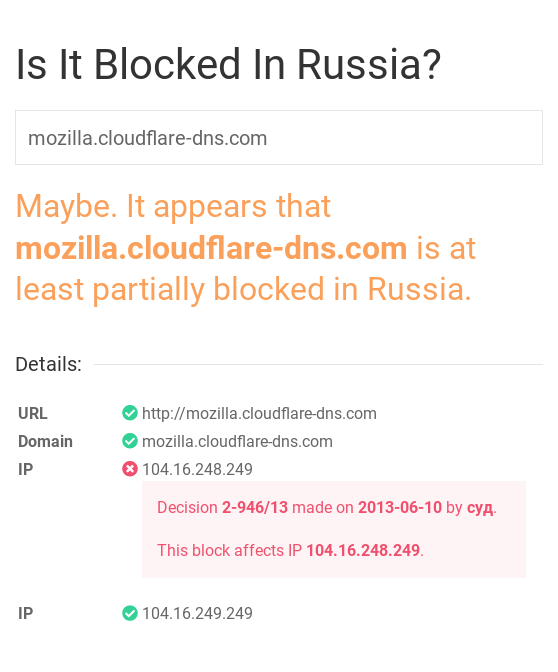 Is It Blocked In Russia?
mozilla.cloudflare-dns.com
Maybe. It appears that
mozilla.cloudflare-dns.com is at
least partially blocked in Russia.
Details:
URL http://mozilla.cloudflare-dns.com
Domain mozilla.cloudflare-dns.com
IP 104.16.248.249
Decision 2-946/13 made on 2013-06-10 by суд.
This block affects IP 104.16.248.249.
IP 104.16.249.249